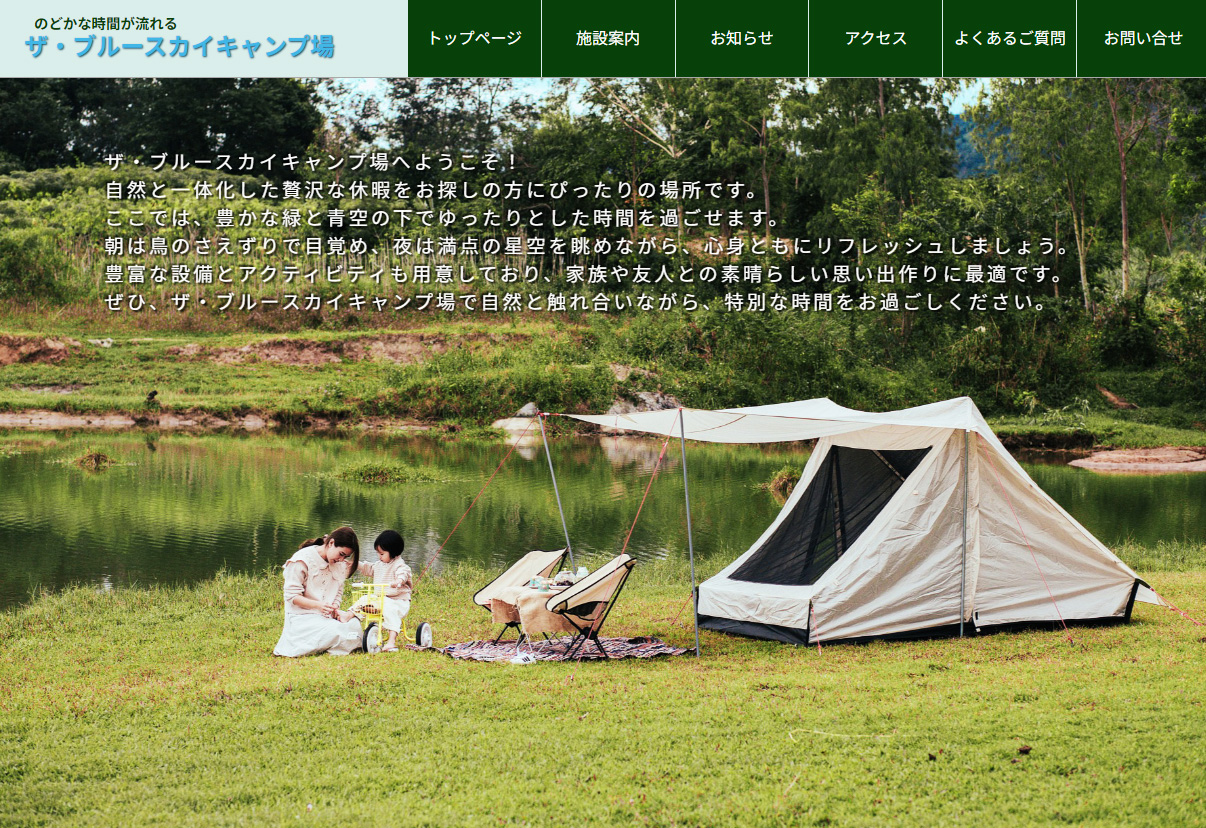 のどかな時間が流れる
ザ・ブルースカイキャンプ場
トップページ
施設案内
お知らせ
アクセス
よくあるご質問
お問い合せ
ザ・ブルースカイキャンプ場へようこそ！
自然と一体化した贅沢な休暇をお探しの方にぴったりの場所です。
ここでは、豊かな緑と青空の下でゆったりとした時間を過ごせます。
朝は鳥のさえずりで目覚め、夜は満点の星空を眺めながら、心身ともにリフレッシュしましょう。
豊富な設備とアクティビティも用意しており、家族や友人との素晴らしい思い出作りに最適です。
ぜひ、ザ・ブルースカイキャンプ場で自然と触れ合いながら、特別な時間をお過ごしください。